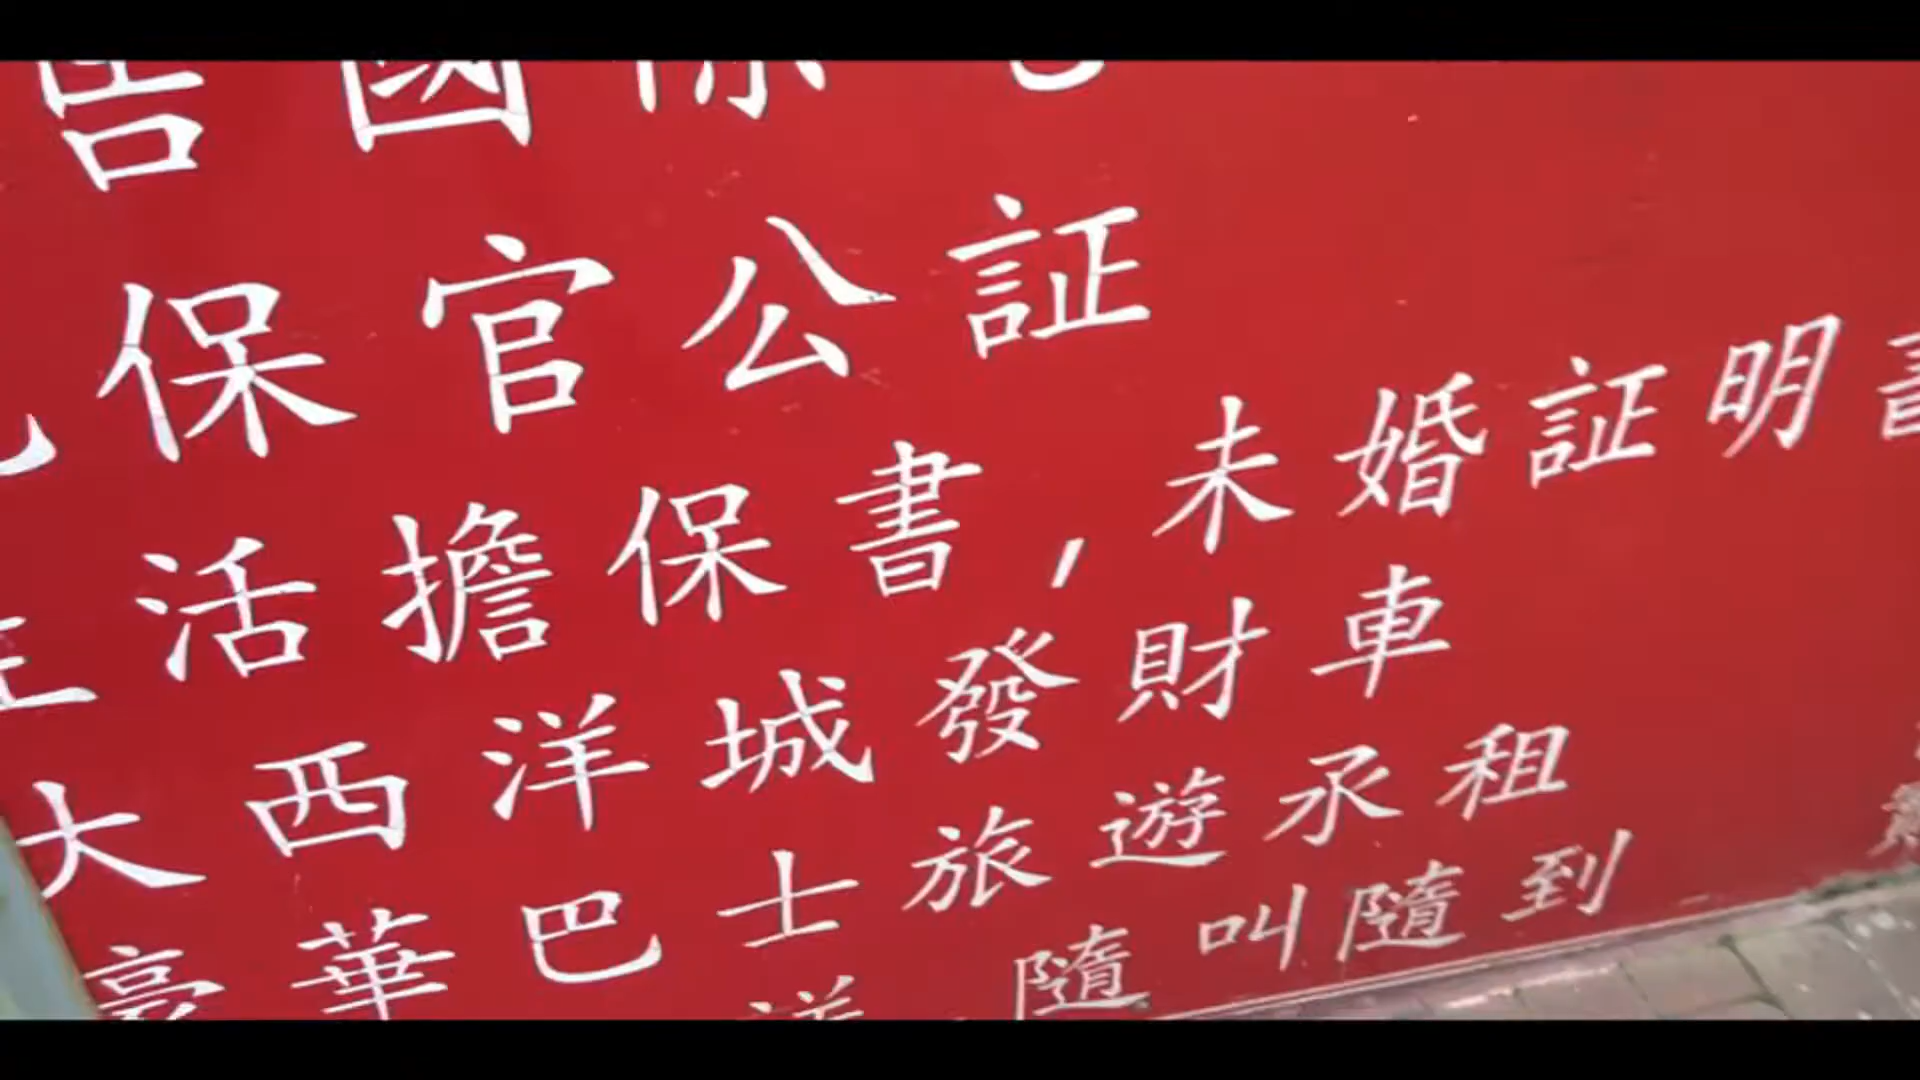 告國際
保官公証
生活擔保書,未婚証明書
大西洋城發財車
豪華巴士旅遊承租
隨叫隨到